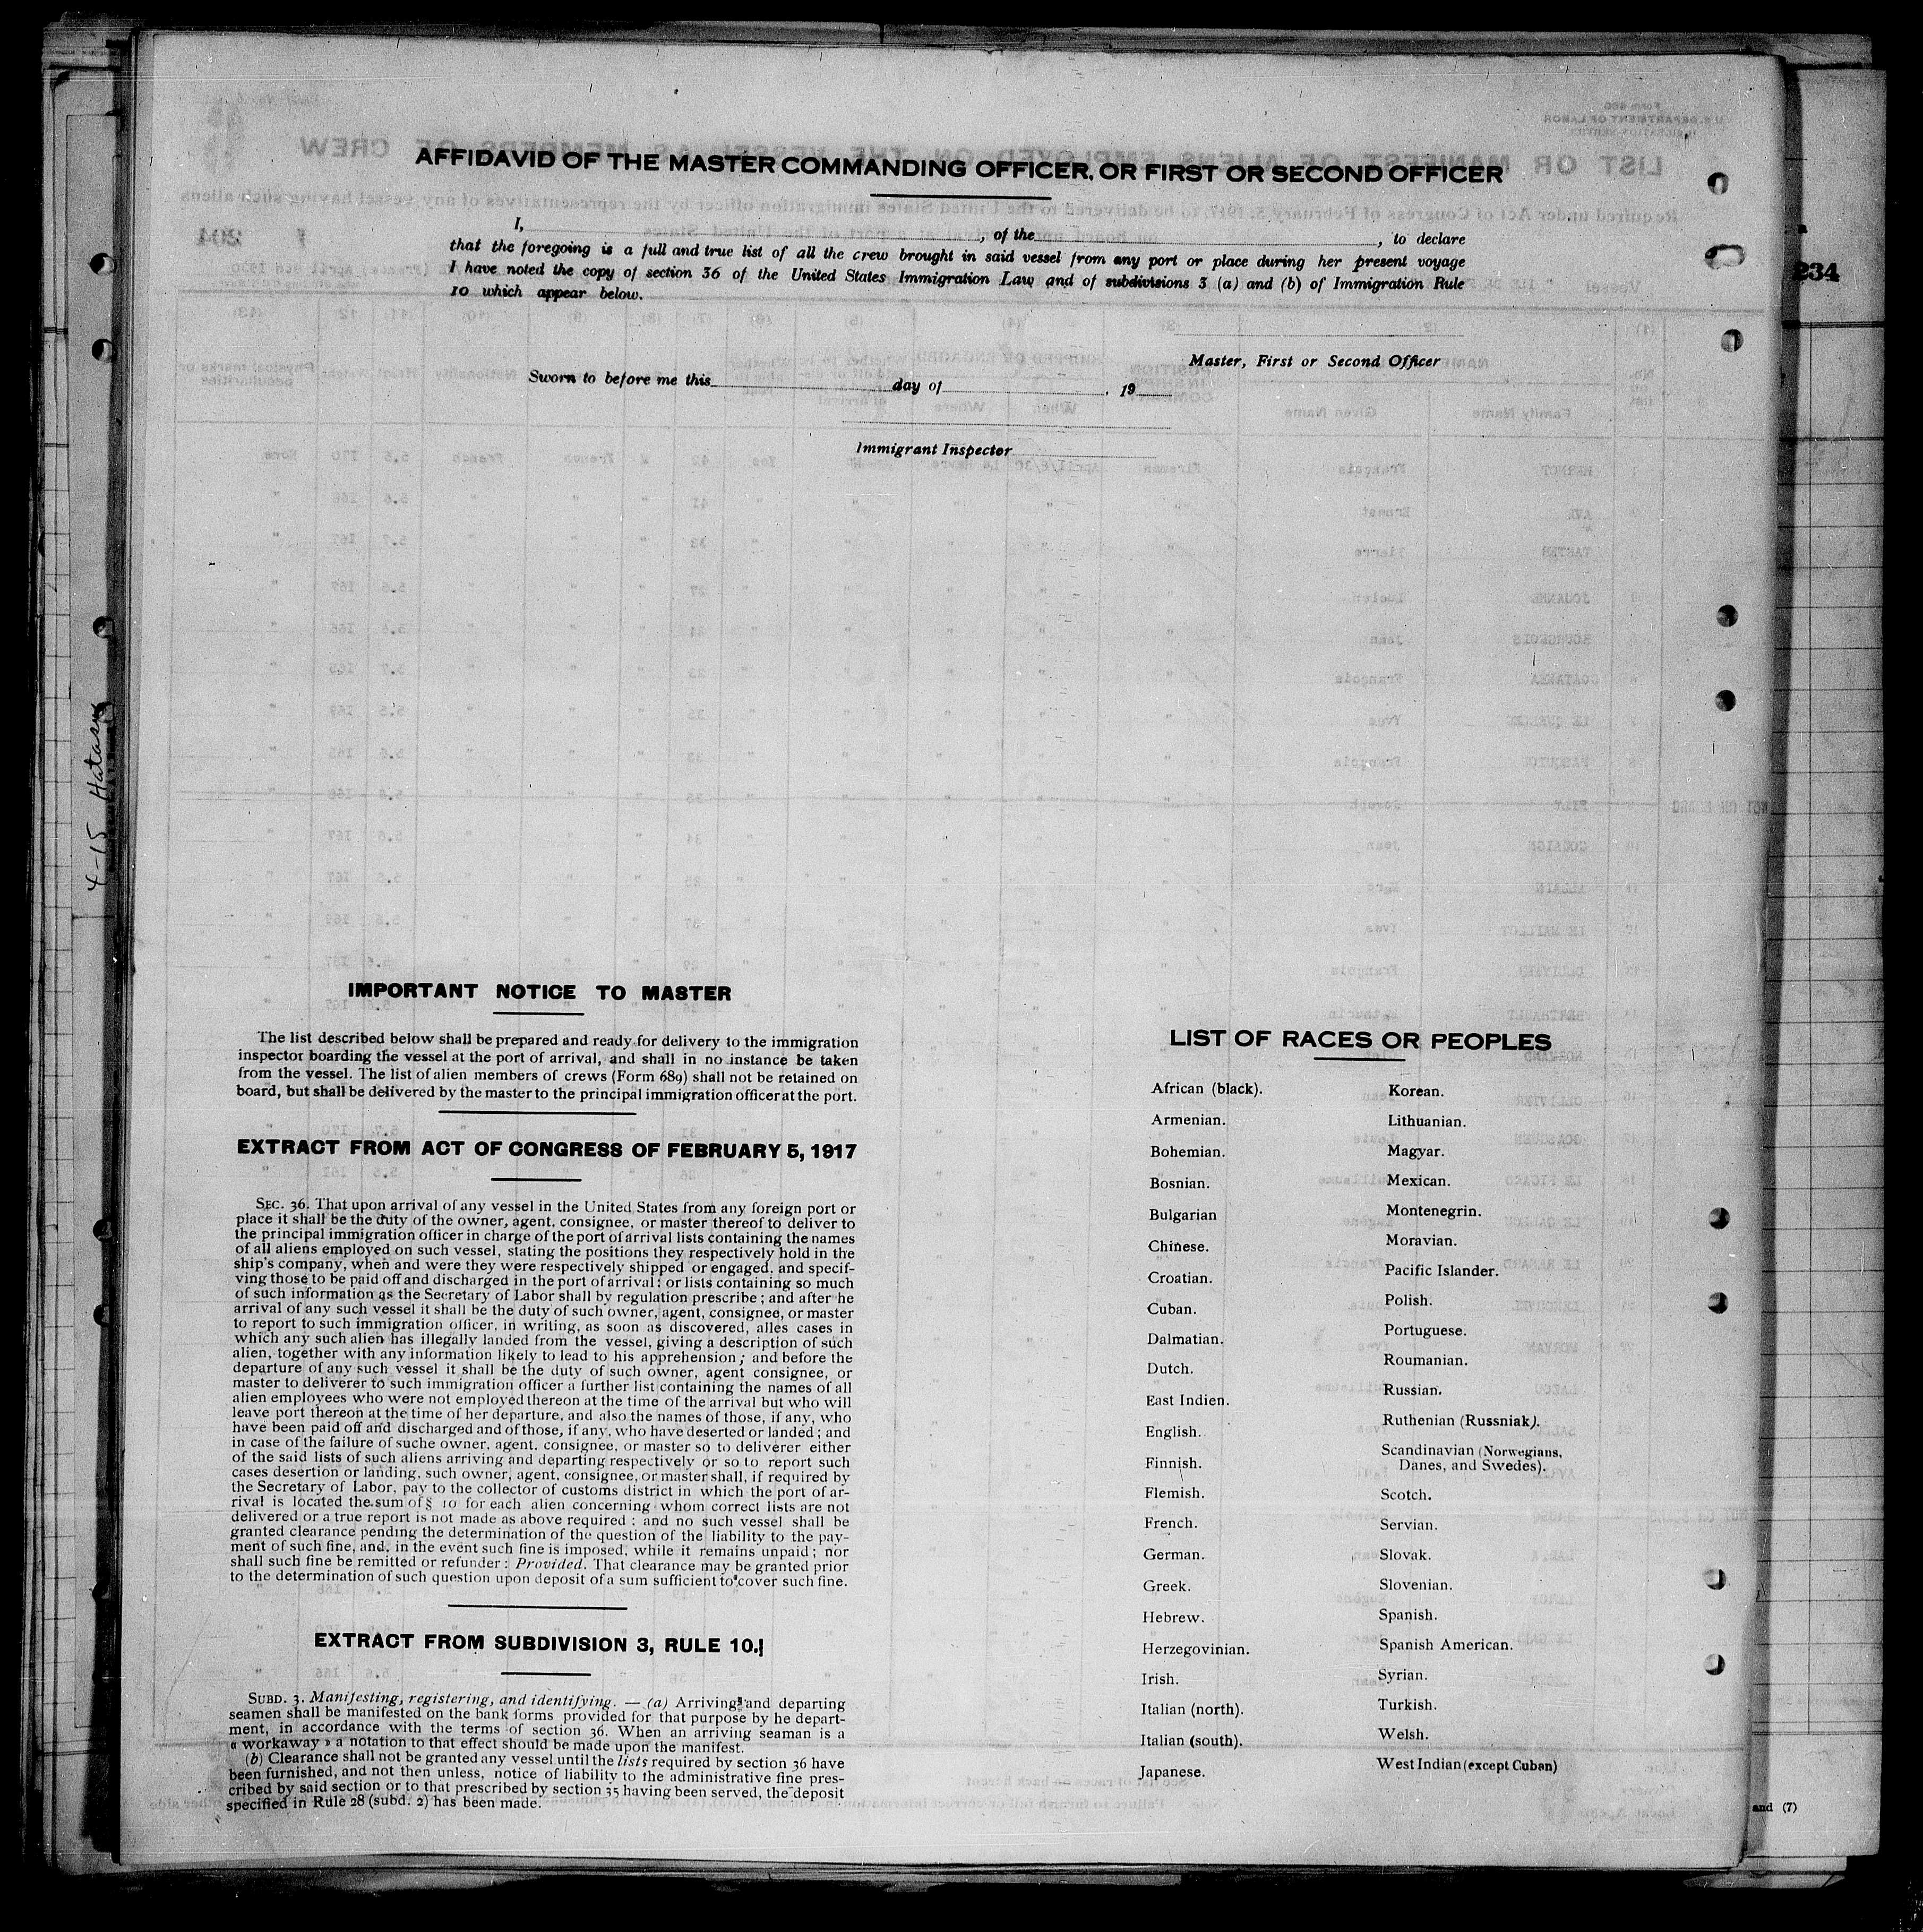 AFFIDAVID OF THE MASTER COMMANDING OFFICER, OR FIRST OR SECOND OFFICER
I, , of the , to declare
that the foregoing is a full and true list of all the crew brought in said vessel from any port or place during her present voyage
I have noted the copy of section 36 of the United States Immigration Law and of subdivisions 3 (a) and (b) of Immigration Rule
10 which appear below.
Master, First or Second Officer
Sworn to before me this day of , 19
Immigrant Inspector
234
4-15
IMPORTANT NOTICE TO MASTER
The list described below shall be prepared and ready for delivery to the immigration
inspector boarding the vessel at the port of arrival, and shall in no instance be taken
from the vessel. The list of alien members of crews (Form 689) shall not be retained on
board, but shall be delivered by the master to the principal immigration officer at the port.
EXTRACT FROM ACT OF CONGRESS OF FEBRUARY 5, 1917
SEC. 36. That upon arrival of any vessel in the United States from any foreign port or
place it shall be the duty of the owner, agent, consignee, or master thereof to deliver to
the principal immigration officer in charge of the port of arrival lists containing the names
of all aliens employed on such vessel, stating the positions they respectively hold in the
ship's company, when and were they were respectively shipped or engaged, and specif-
ying those to be paid off and discharged in the port of arrival; or lists containing so much
of such information as the Secretary of Labor shall by regulation prescribe; and after he
arrival of any such vessel it shall be the duty of such owner, agent, consignee, or master
to report to such immigration officer, in writing, as soon as discovered, alles cases in
which any such alien has illegally landed from the vessel, giving a description of such
alien, together with any information likely to lead to his apprehension; and before the
departure of any such vessel it shall be the duty of such owner, agent consignee, or
master to deliverer to such immigration officer a further list containing the names of all
alien employees who were not employed thereon at the time of the arrival but who will
leave port thereon at the time of her departure, and also the names of those, if any, who
have been paid off and discharged and of those, if any, who have deserted or landed; and
in case of the failure of suche owner, agent, consignee, or master so to deliverer either
of the said lists of such aliens arriving and departing respectively or so to report such
cases desertion or landing, such owner, agent, consignee, or master shall, if required by
the Secretary of Labor, pay to the collector of customs district in which the port of ar-
rival is located the sum of § 10 for each alien concerning whom correct lists are not
delivered or a true report is not made as above required; and no such vessel shall be
granted clearance pending the determination of the question of the liability to the pay-
ment of such fine, and, in the event such fine is imposed, while it remains unpaid; nor
shall such fine be remitted or refunder: Provided. That clearance may be granted prior
to the determination of such question upon deposit of a sum sufficient to cover such fine.
EXTRACT FROM SUBDIVISION 3, RULE 10.
SUBD. 3. Manifesting, registering, and identifying. — (a) Arriving and departing
seamen shall be manifested on the bank forms provided for that purpose by he depart-
ment, in accordance with the terms of section 36. When an arriving seaman is a
« workaway » a notation to that effect should be made upon the manifest.
(b) Clearance shall not be granted any vessel until the lists required by section 36 have
been furnished, and not then unless, notice of liability to the administrative fine pres-
cribed by said section or to that prescribed by section 35 having been served, the deposit
specified in Rule 28 (subd. 2) has been made.
LIST OF RACES OR PEOPLES
African (black).
Armenian.
Bohemian.
Bosnian.
Bulgarian
Chinese.
Croatian.
Cuban.
Dalmatian.
Dutch.
East Indien.
English.
Finnish.
Flemish.
French.
German.
Greek.
Hebrew.
Herzegovinian.
Irish.
Italian (north).
Italian (south).
Japanese.
Korean.
Lithuanian.
Magyar.
Mexican.
Montenegrin.
Moravian.
Pacific Islander.
Polish.
Portuguese.
Roumanian.
Russian.
Ruthenian (Russniak).
Scandinavian (Norwegians,
Danes, and Swedes).
Scotch.
Servian.
Slovak.
Slovenian.
Spanish.
Spanish American.
Syrian.
Turkish.
Welsh.
West Indian (except Cuban)
and (7)